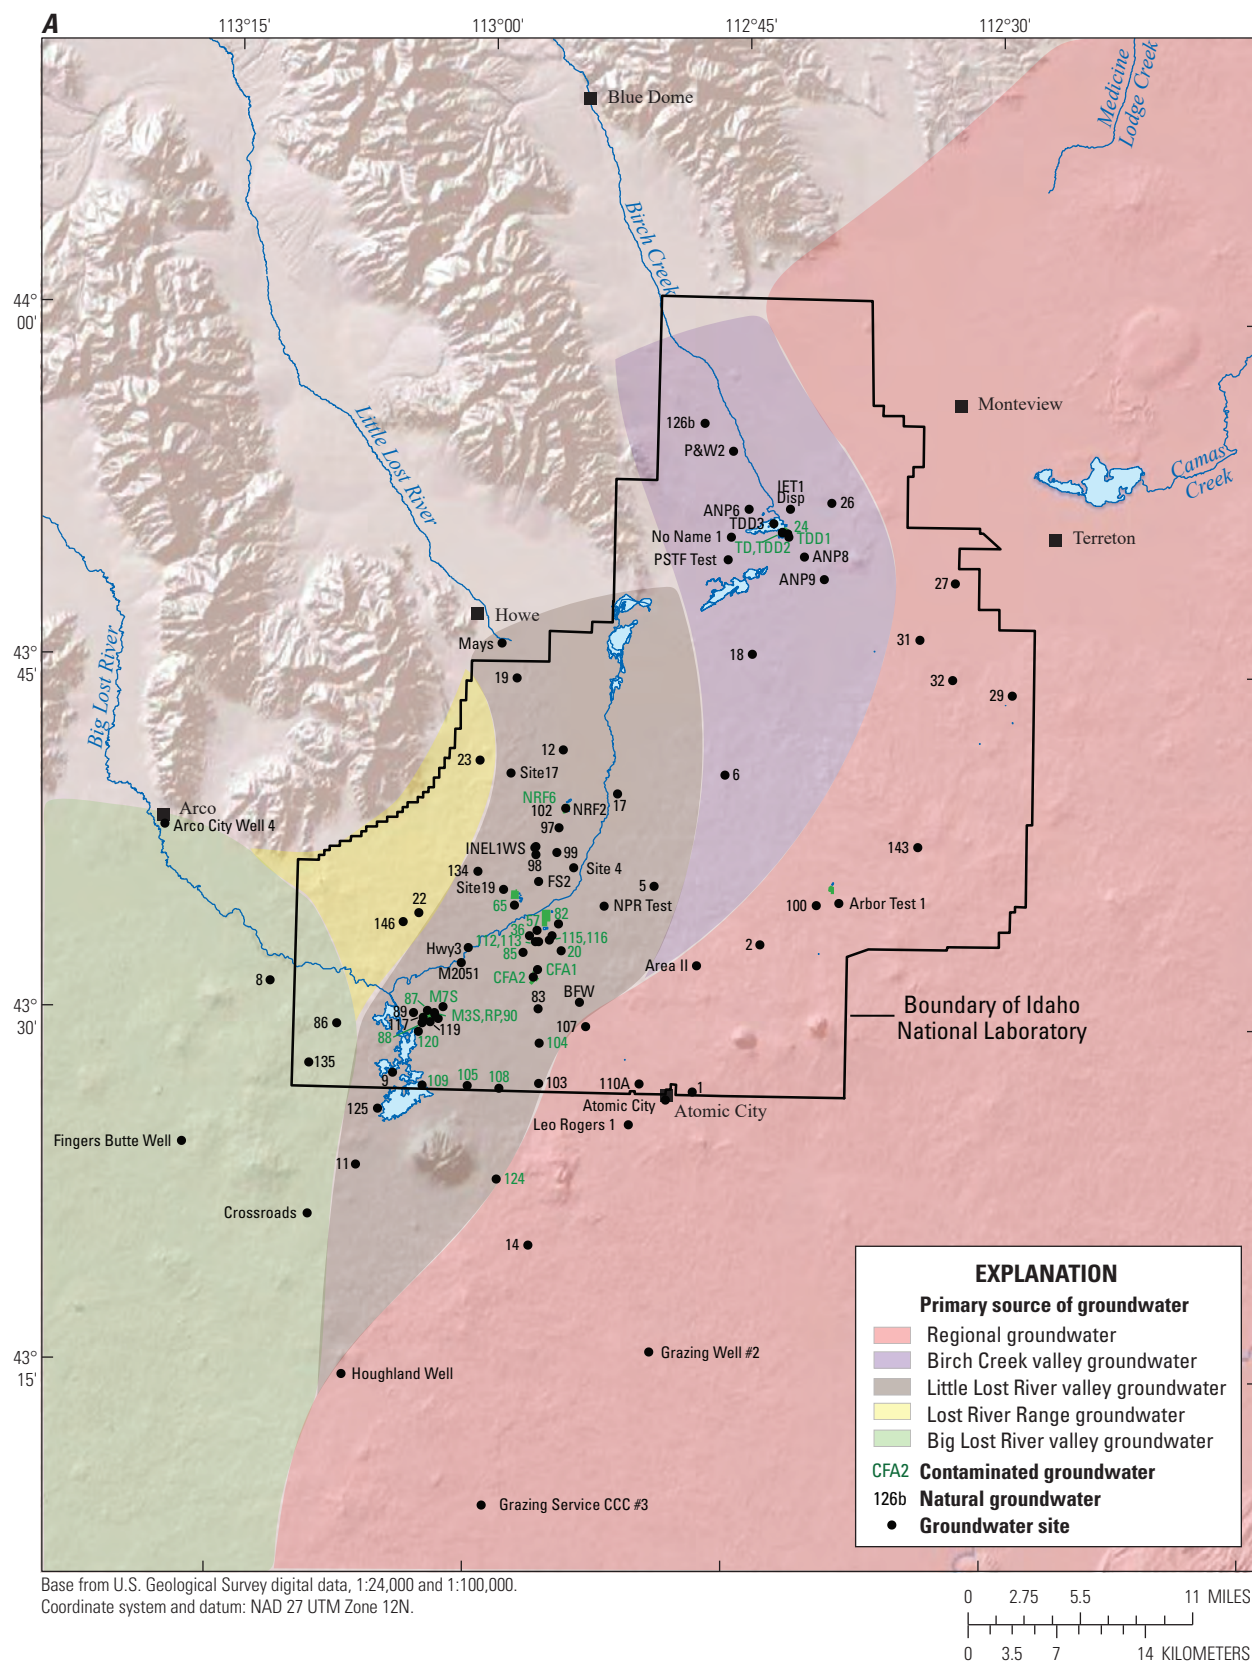 A
113°15'
113°00'
112°45'
112°30'
Medicine
Lodge Creek
Blue Dome
Birch Creek
44°
00'
Little Lost River
Monteview
126b
P&W2
Camas
Creek
IET1
Disp
26
ANP6
TDD3
24
No Name 1
TD,TDD2
TDD1
Terreton
PSTF Test
ANP8
ANP9
27
Howe
Mays
31
43°
45'
18
19
32
29
Big Lost River
12
23
Site17
6
17
NRF6
102
NRF2
Arco
Arco City Well 4
97
INEL1WS
99
143
98
Site 4
134
FS2
Site19
5
65
NPR Test
100
Arbor Test 1
22
146
82
57
36
112,113
115,116
Hwy3
85
20
2
M2051
Area II
CFA1
CFA2
8
BFW
87
M7S
83
Boundary of Idaho
National Laboratory
43°
30'
89
M3S,RP,90
86
117
119
107
88
120
104
135
9
109
105
108
103
110A
1
125
Atomic City
Atomic City
Leo Rogers 1
Fingers Butte Well
11
124
Crossroads
14
EXPLANATION
Primary source of groundwater
Regional groundwater
Birch Creek valley groundwater
Little Lost River valley groundwater
Lost River Range groundwater
Big Lost River valley groundwater
CFA2 Contaminated groundwater
126b Natural groundwater
Groundwater site
43°
15'
Grazing Well #2
Houghland Well
Grazing Service CCC #3
Base from U.S. Geological Survey digital data, 1:24,000 and 1:100,000.
Coordinate system and datum: NAD 27 UTM Zone 12N.
0 2.75 5.5 11 MILES
0 3.5 7 14 KILOMETERS